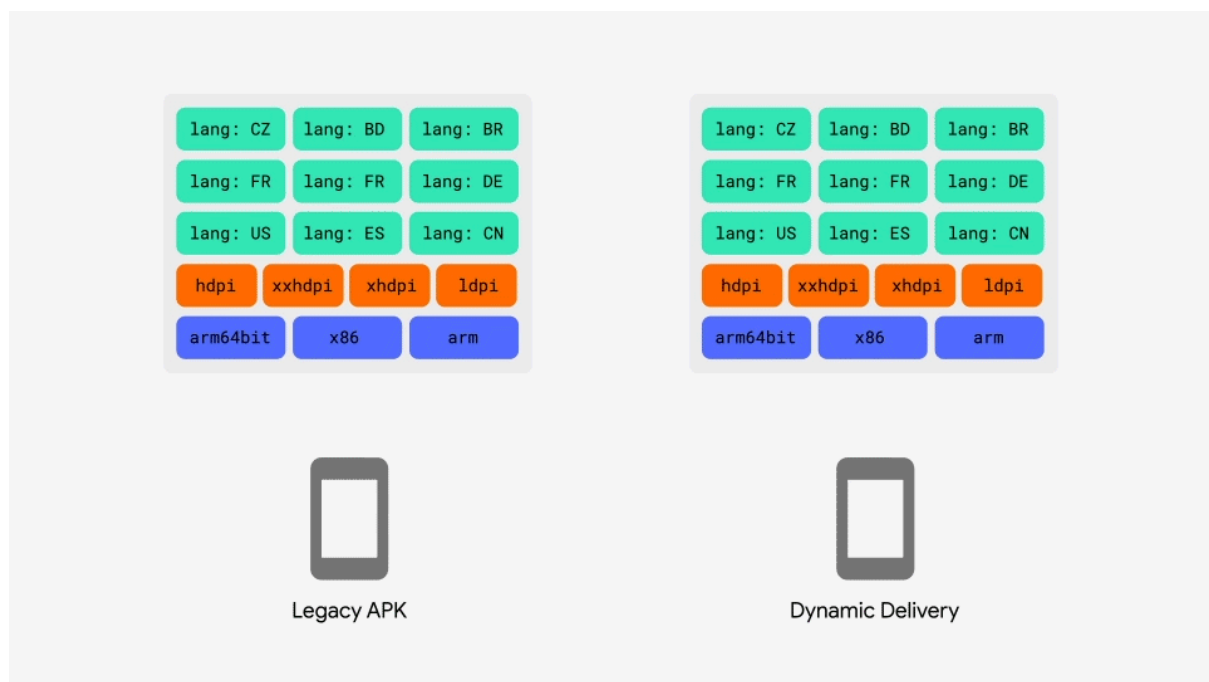 lang: CZ lang: BD lang: BR
lang: FR lang: FR lang: DE
lang: US lang: ES lang: CN
hdpi xxhdpi xhdpi ldpi
arm64bit x86 arm
Legacy APK
lang: CZ lang: BD lang: BR
lang: FR lang: FR lang: DE
lang: US lang: ES lang: CN
hdpi xxhdpi xhdpi ldpi
arm64bit x86 arm
Dynamic Delivery